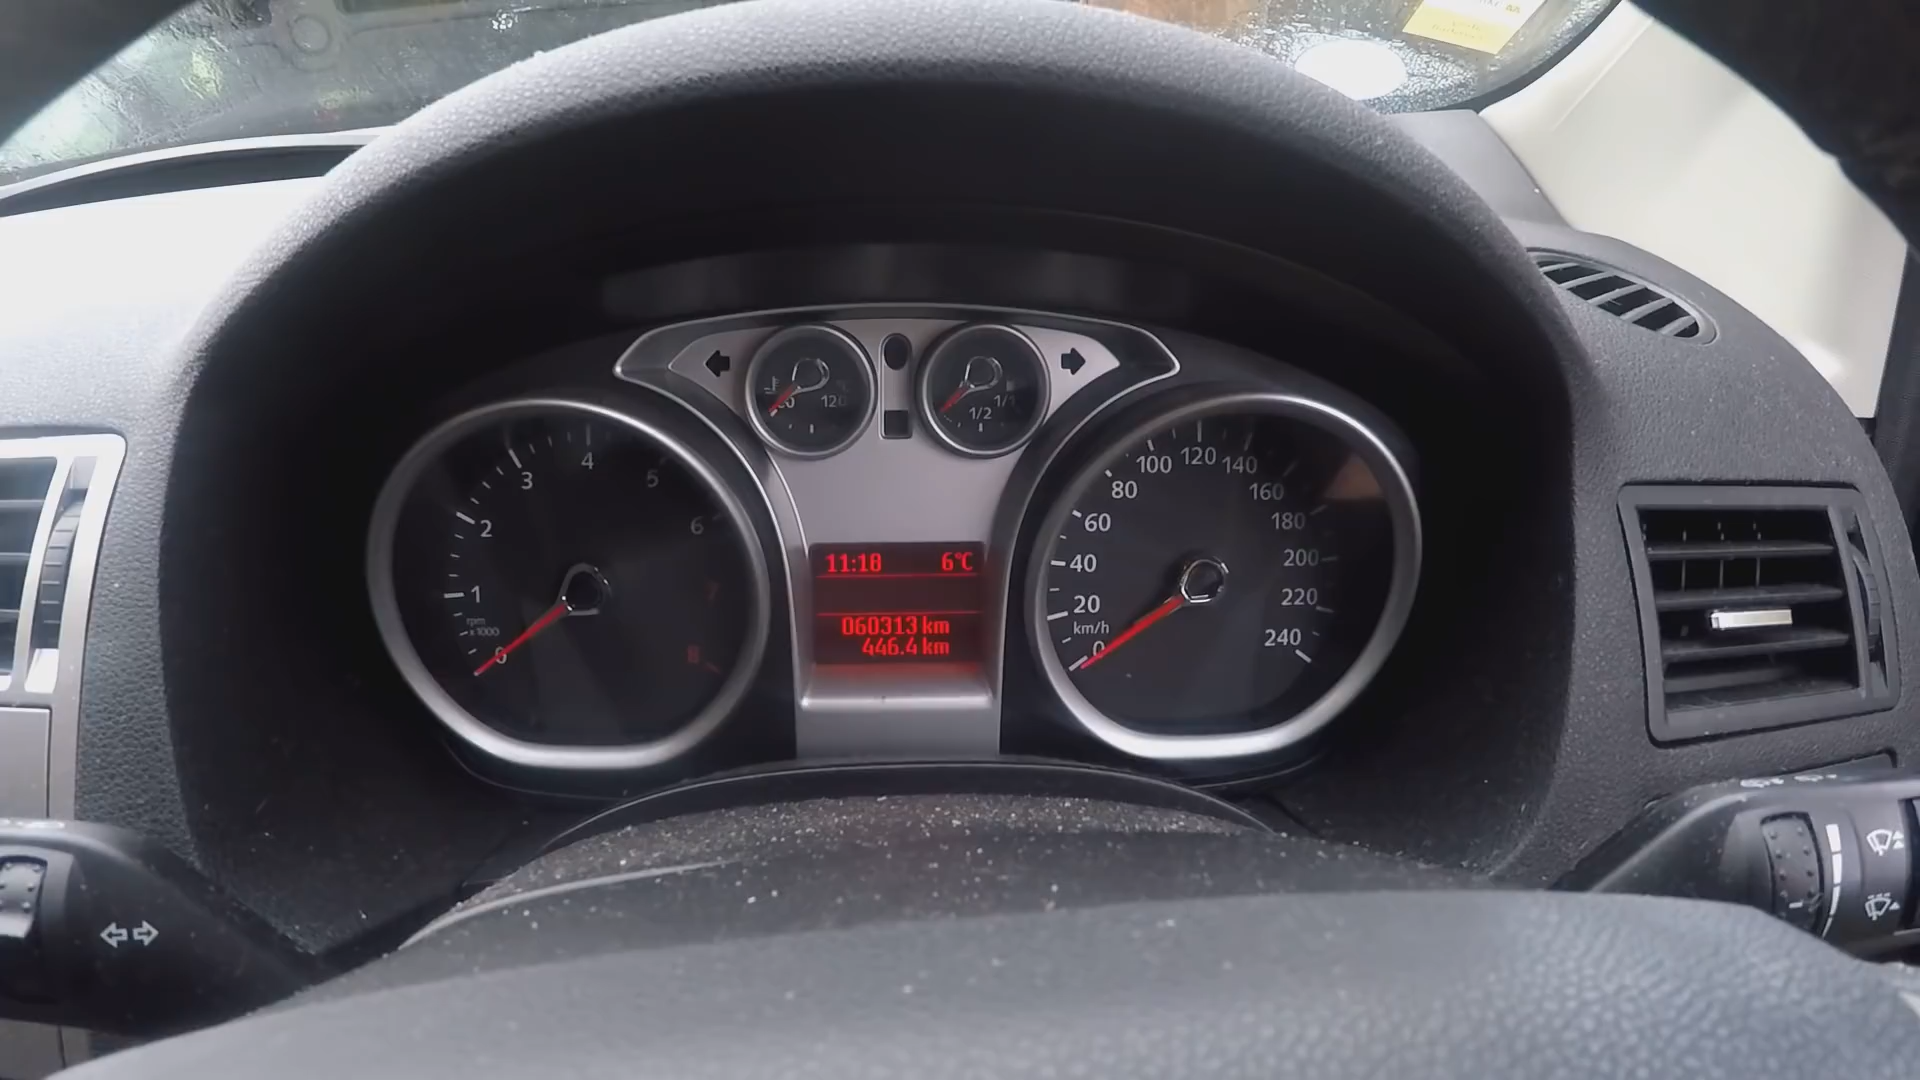 60 120
1/2 1/1
4
3 5
2 6
1 7
rpm
x1000
0 8
11:18 6°C
060313 km
446.4 km
120
100 140
80 160
60 180
40 200
20 220
km/h
0 240